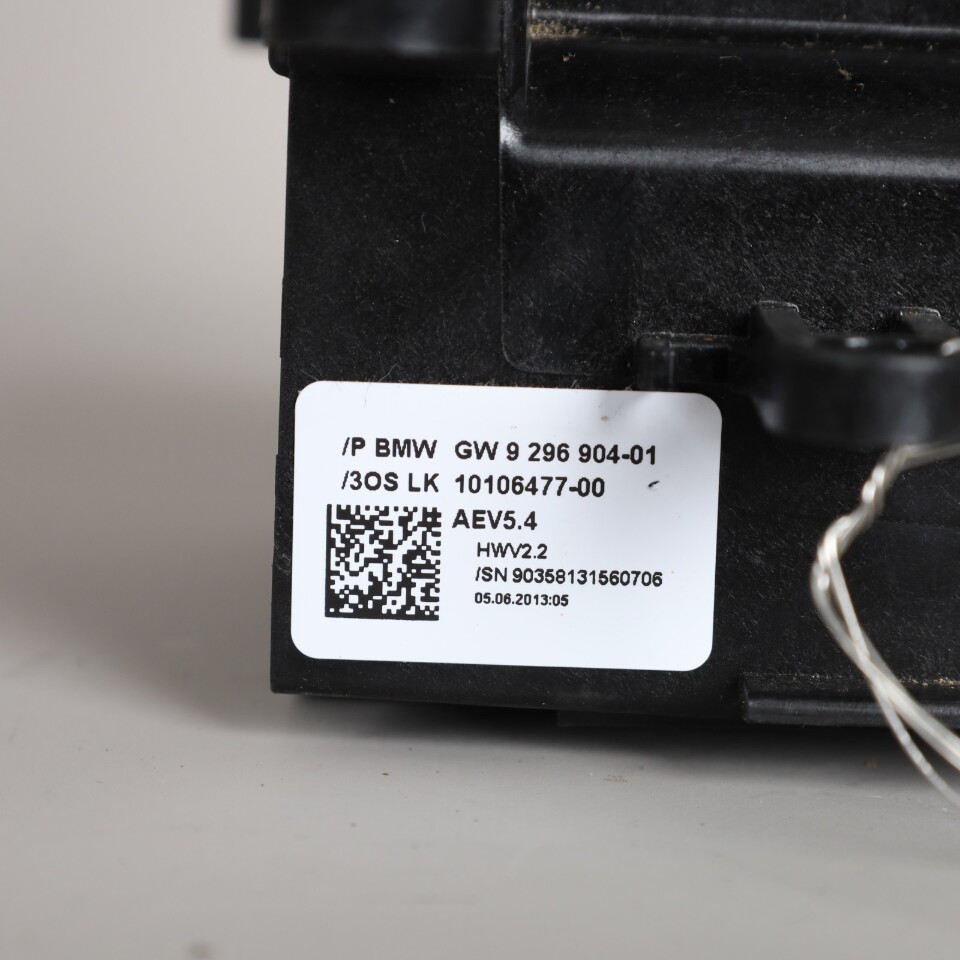 /P BMW GW 9 296 904-01
/3OS LK 10106477-00
AEV5.4
HWV2.2
/SN 90358131560706
05.06.2013:05